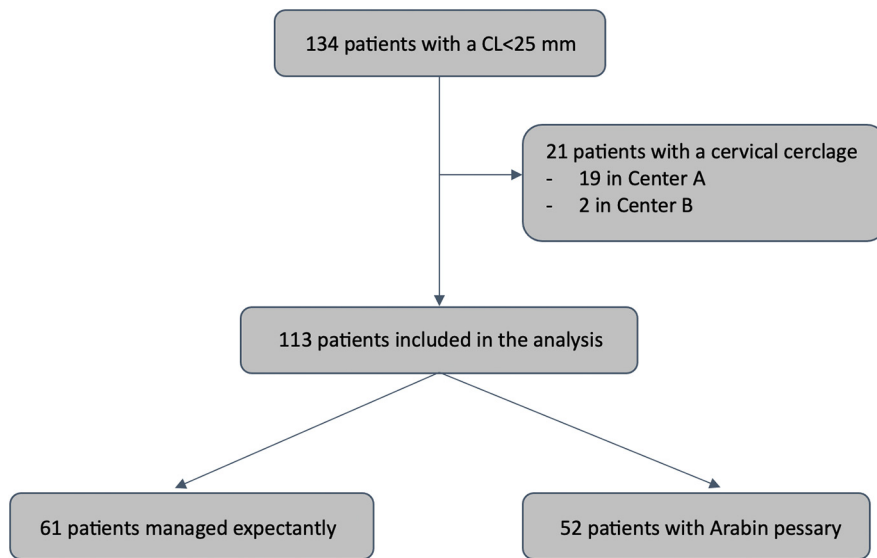 134 patients with a CL<25 mm
21 patients with a cervical cerclage
- 19 in Center A
- 2 in Center B
113 patients included in the analysis
61 patients managed expectantly
52 patients with Arabin pessary